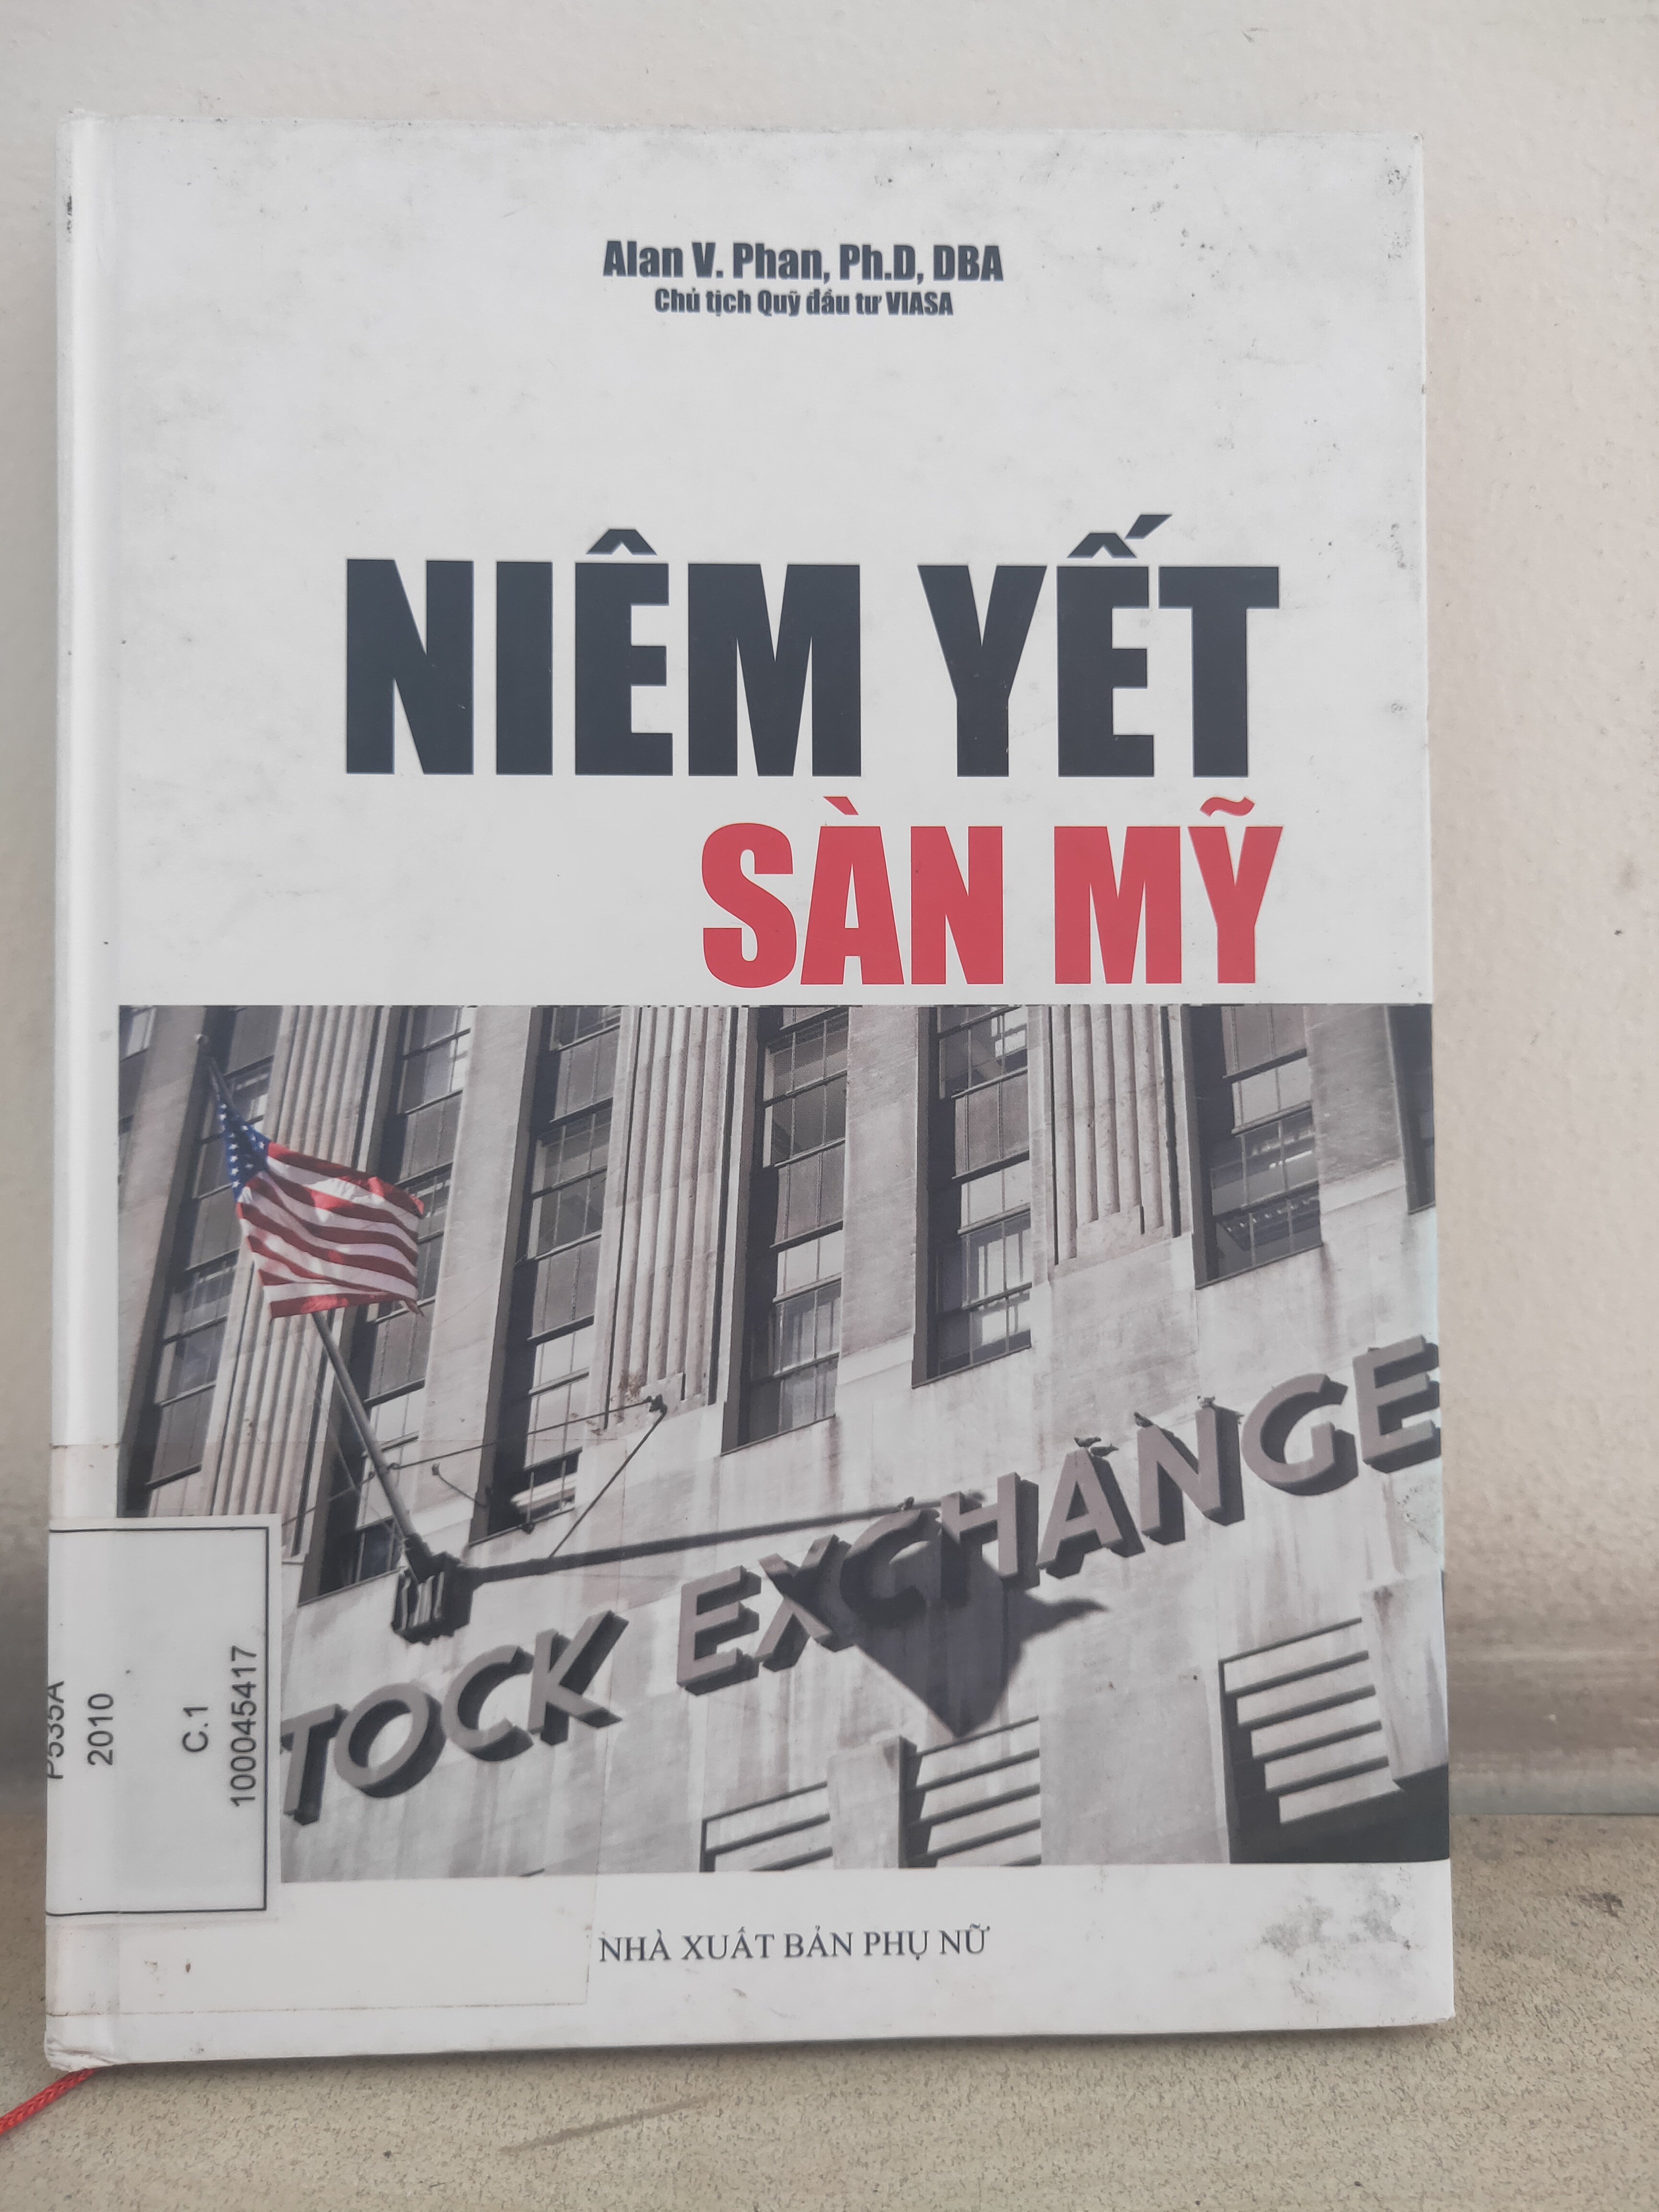 Alan V. Phan, Ph.D, DBA
Chủ tịch Quỹ đầu tư VIASA
NIÊM YẾT
SÀN MỸ
TOCK EXCHANGE
P535A
2010
C.1
100045417
NHÀ XUẤT BẢN PHỤ NỮ